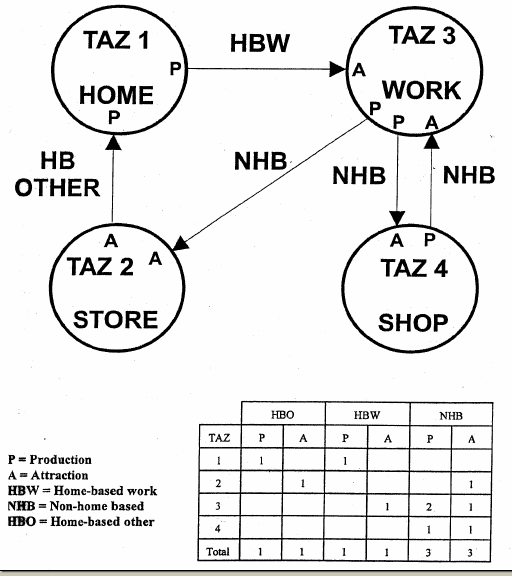 TAZ 1
HBW
TAZ 3
P
A
HOME
WORK
P
P
P
A
HB
OTHER
NHB
NHB
NHB
A
A
A
P
TAZ 2
TAZ 4
STORE
SHOP
HBO HBW NHB
TAZ P A P A P A
1 1 1
2 1 1
3 1 2 1
4 1 1
Total 1 1 1 1 3 3
P = Production
A = Attraction
HBW = Home-based work
NHB = Non-home based
HBO = Home-based other